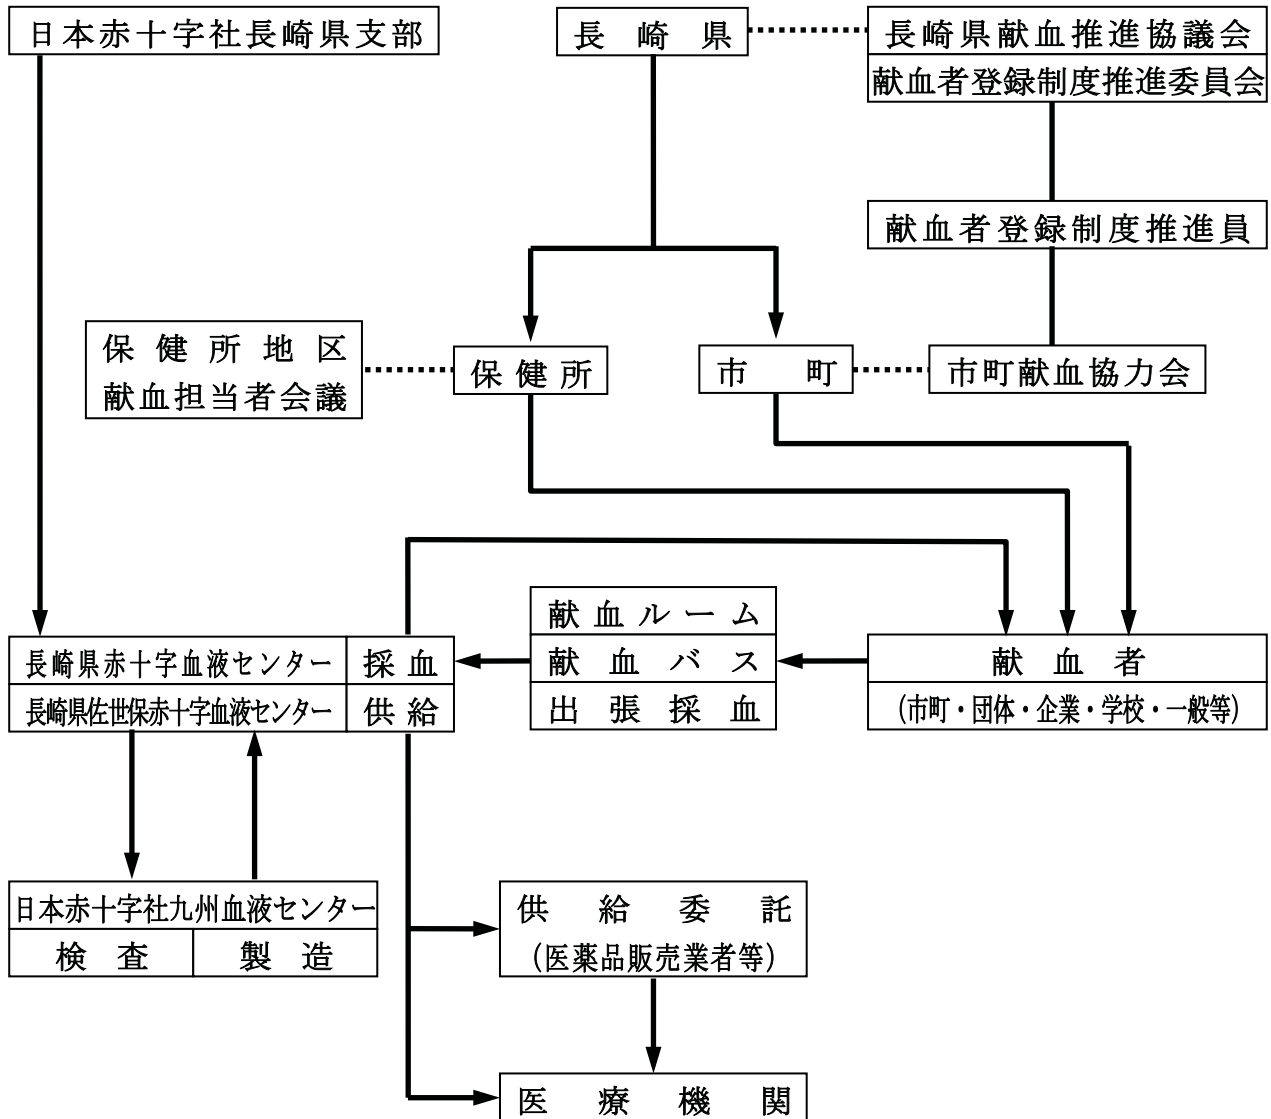 日本赤十字社長崎県支部
長崎県
長崎県献血推進協議会
献血者登録制度推進委員会
献血者登録制度推進員
保健所地区
献血担当者会議
保健所
市町
市町献血協力会
献血ルーム
献血バス
出張採血
長崎県赤十字血液センター
採血
長崎県佐世保赤十字血液センター
供給
献血者
(市町・団体・企業・学校・一般等)
日本赤十字社九州血液センター
検査
製造
供給委託
(医薬品販売業者等)
医療機関